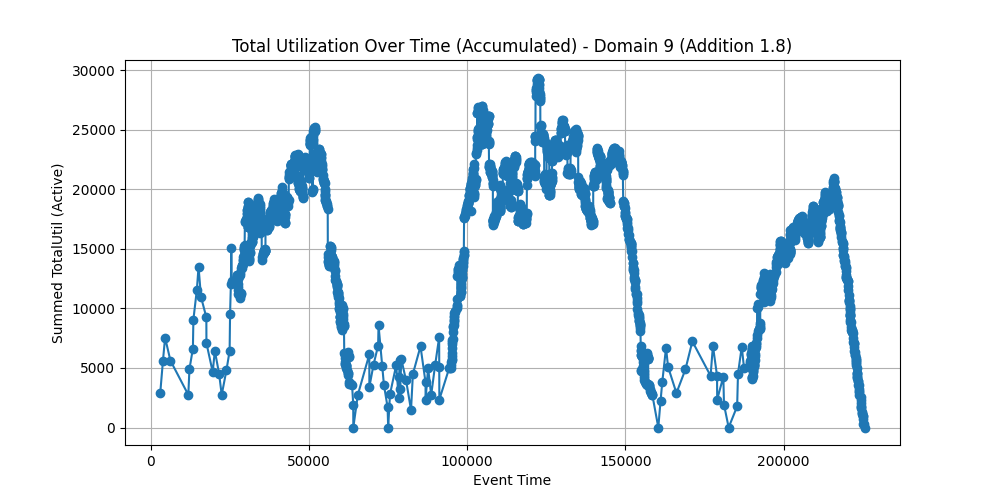 Total Utilization Over Time (Accumulated) - Domain 9 (Addition 1.8)
Summed TotalUtil (Active)
30000
25000
20000
15000
10000
5000
0
0 50000 100000 150000 200000
Event Time